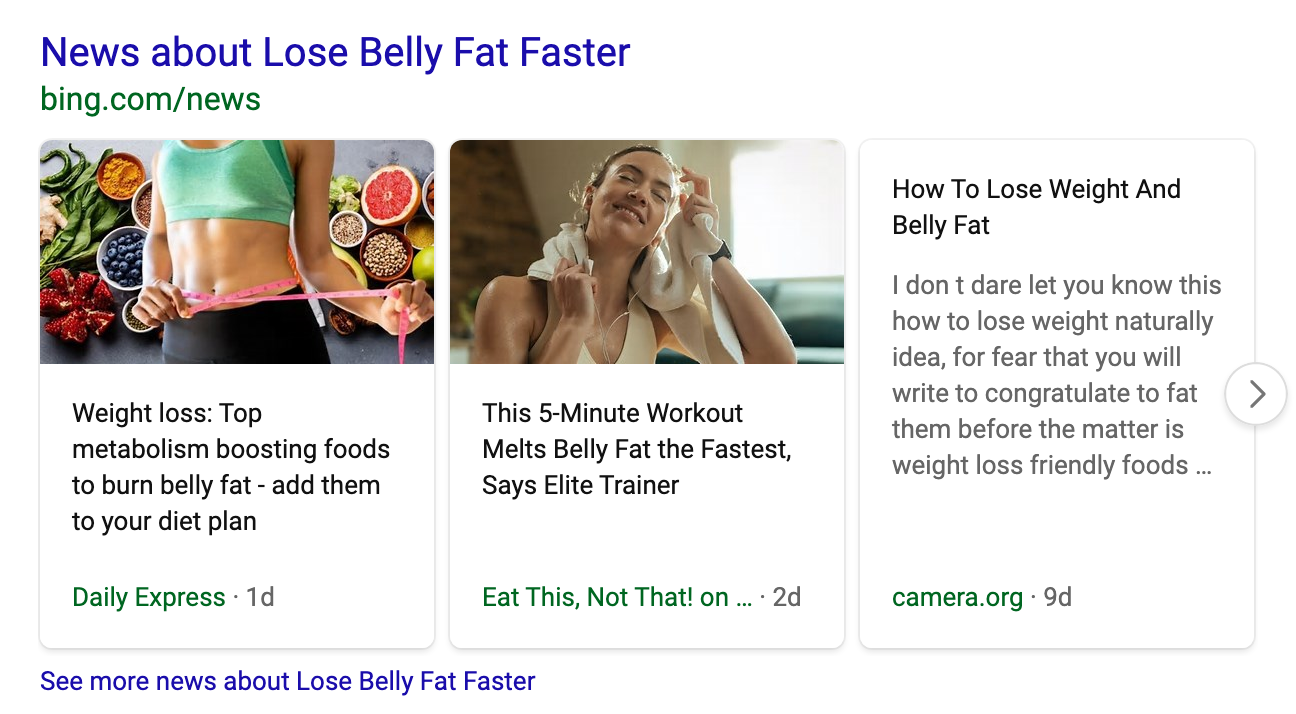 News about Lose Belly Fat Faster
bing.com/news
Weight loss: Top
metabolism boosting foods
to burn belly fat - add them
to your diet plan
Daily Express · 1d
This 5-Minute Workout
Melts Belly Fat the Fastest,
Says Elite Trainer
Eat This, Not That! on ... · 2d
How To Lose Weight And
Belly Fat
I don t dare let you know this
how to lose weight naturally
idea, for fear that you will
write to congratulate to fat
them before the matter is
weight loss friendly foods ...
camera.org · 9d
See more news about Lose Belly Fat Faster